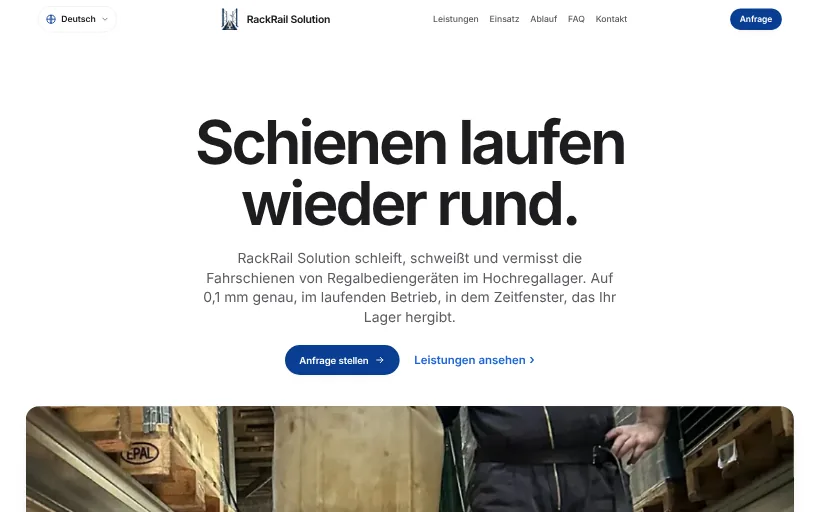 Deutsch
RackRail Solution
Leistungen Einsatz Ablauf FAQ Kontakt
Anfrage
Schienen laufen
wieder rund.
RackRail Solution schleift, schweißt und vermisst die
Fahrschienen von Regalbediengeräten im Hochregallager. Auf
0,1 mm genau, im laufenden Betrieb, in dem Zeitfenster, das Ihr
Lager hergibt.
Anfrage stellen →
Leistungen ansehen ›
EPAL